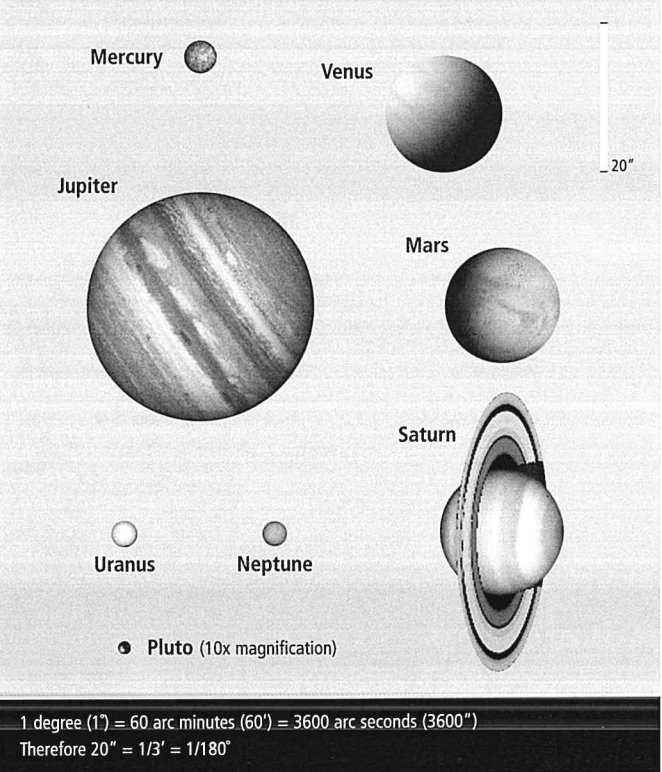 Mercury
Venus
20"
Jupiter
Mars
Saturn
Uranus
Neptune
Pluto (10x magnification)
1 degree (1°) = 60 arc minutes (60') = 3600 arc seconds (3600")
Therefore 20" = 1/3' = 1/180°